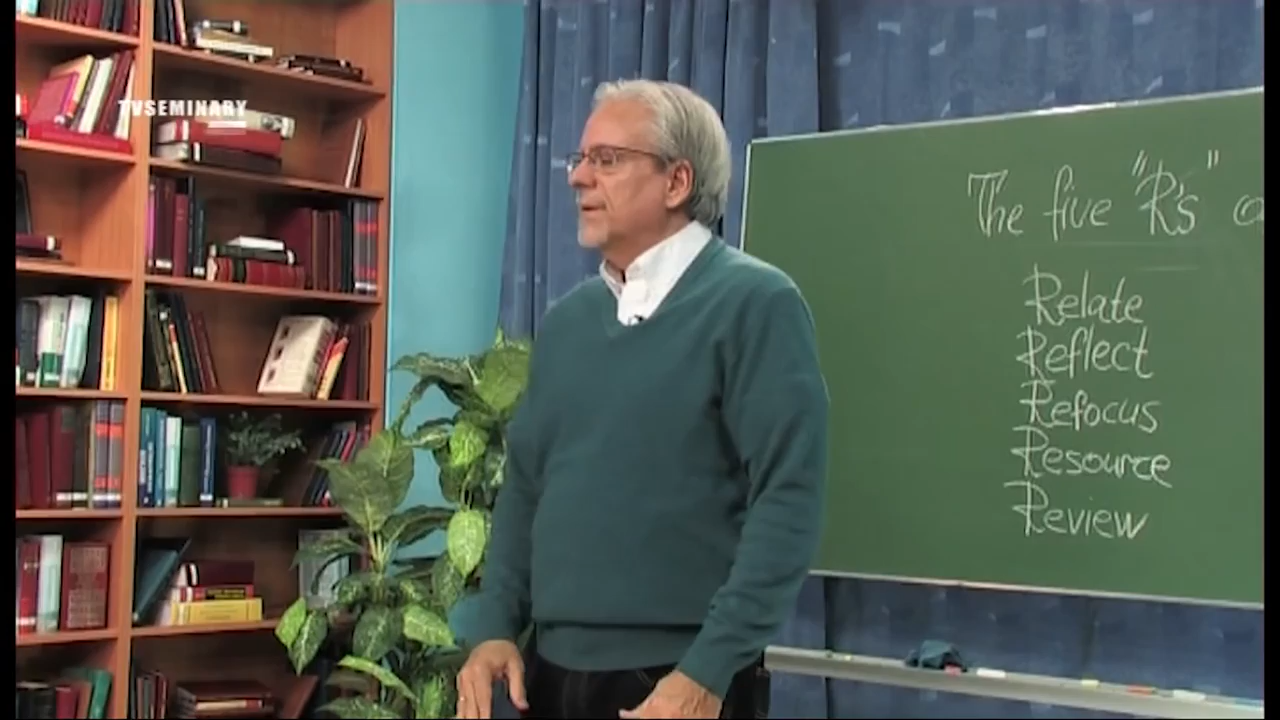 TVSEMINARY
The five "R's"
Relate
Reflect
Refocus
Resource
Review